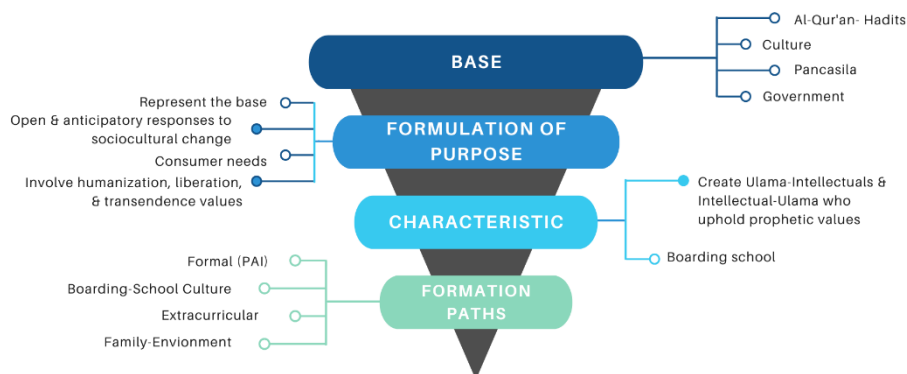 BASE
Al-Qur'an- Hadits
Culture
Pancasila
Government
Represent the base
Open & anticipatory responses to
sociocultural change
Consumer needs
Involve humanization, liberation,
& transendence values
FORMULATION OF
PURPOSE
CHARACTERISTIC
Create Ulama-Intellectuals &
Intellectual-Ulama who
uphold prophetic values
Boarding school
Formal (PAI)
Boarding-School Culture
Extracurricular
Family-Envionment
FORMATION
PATHS